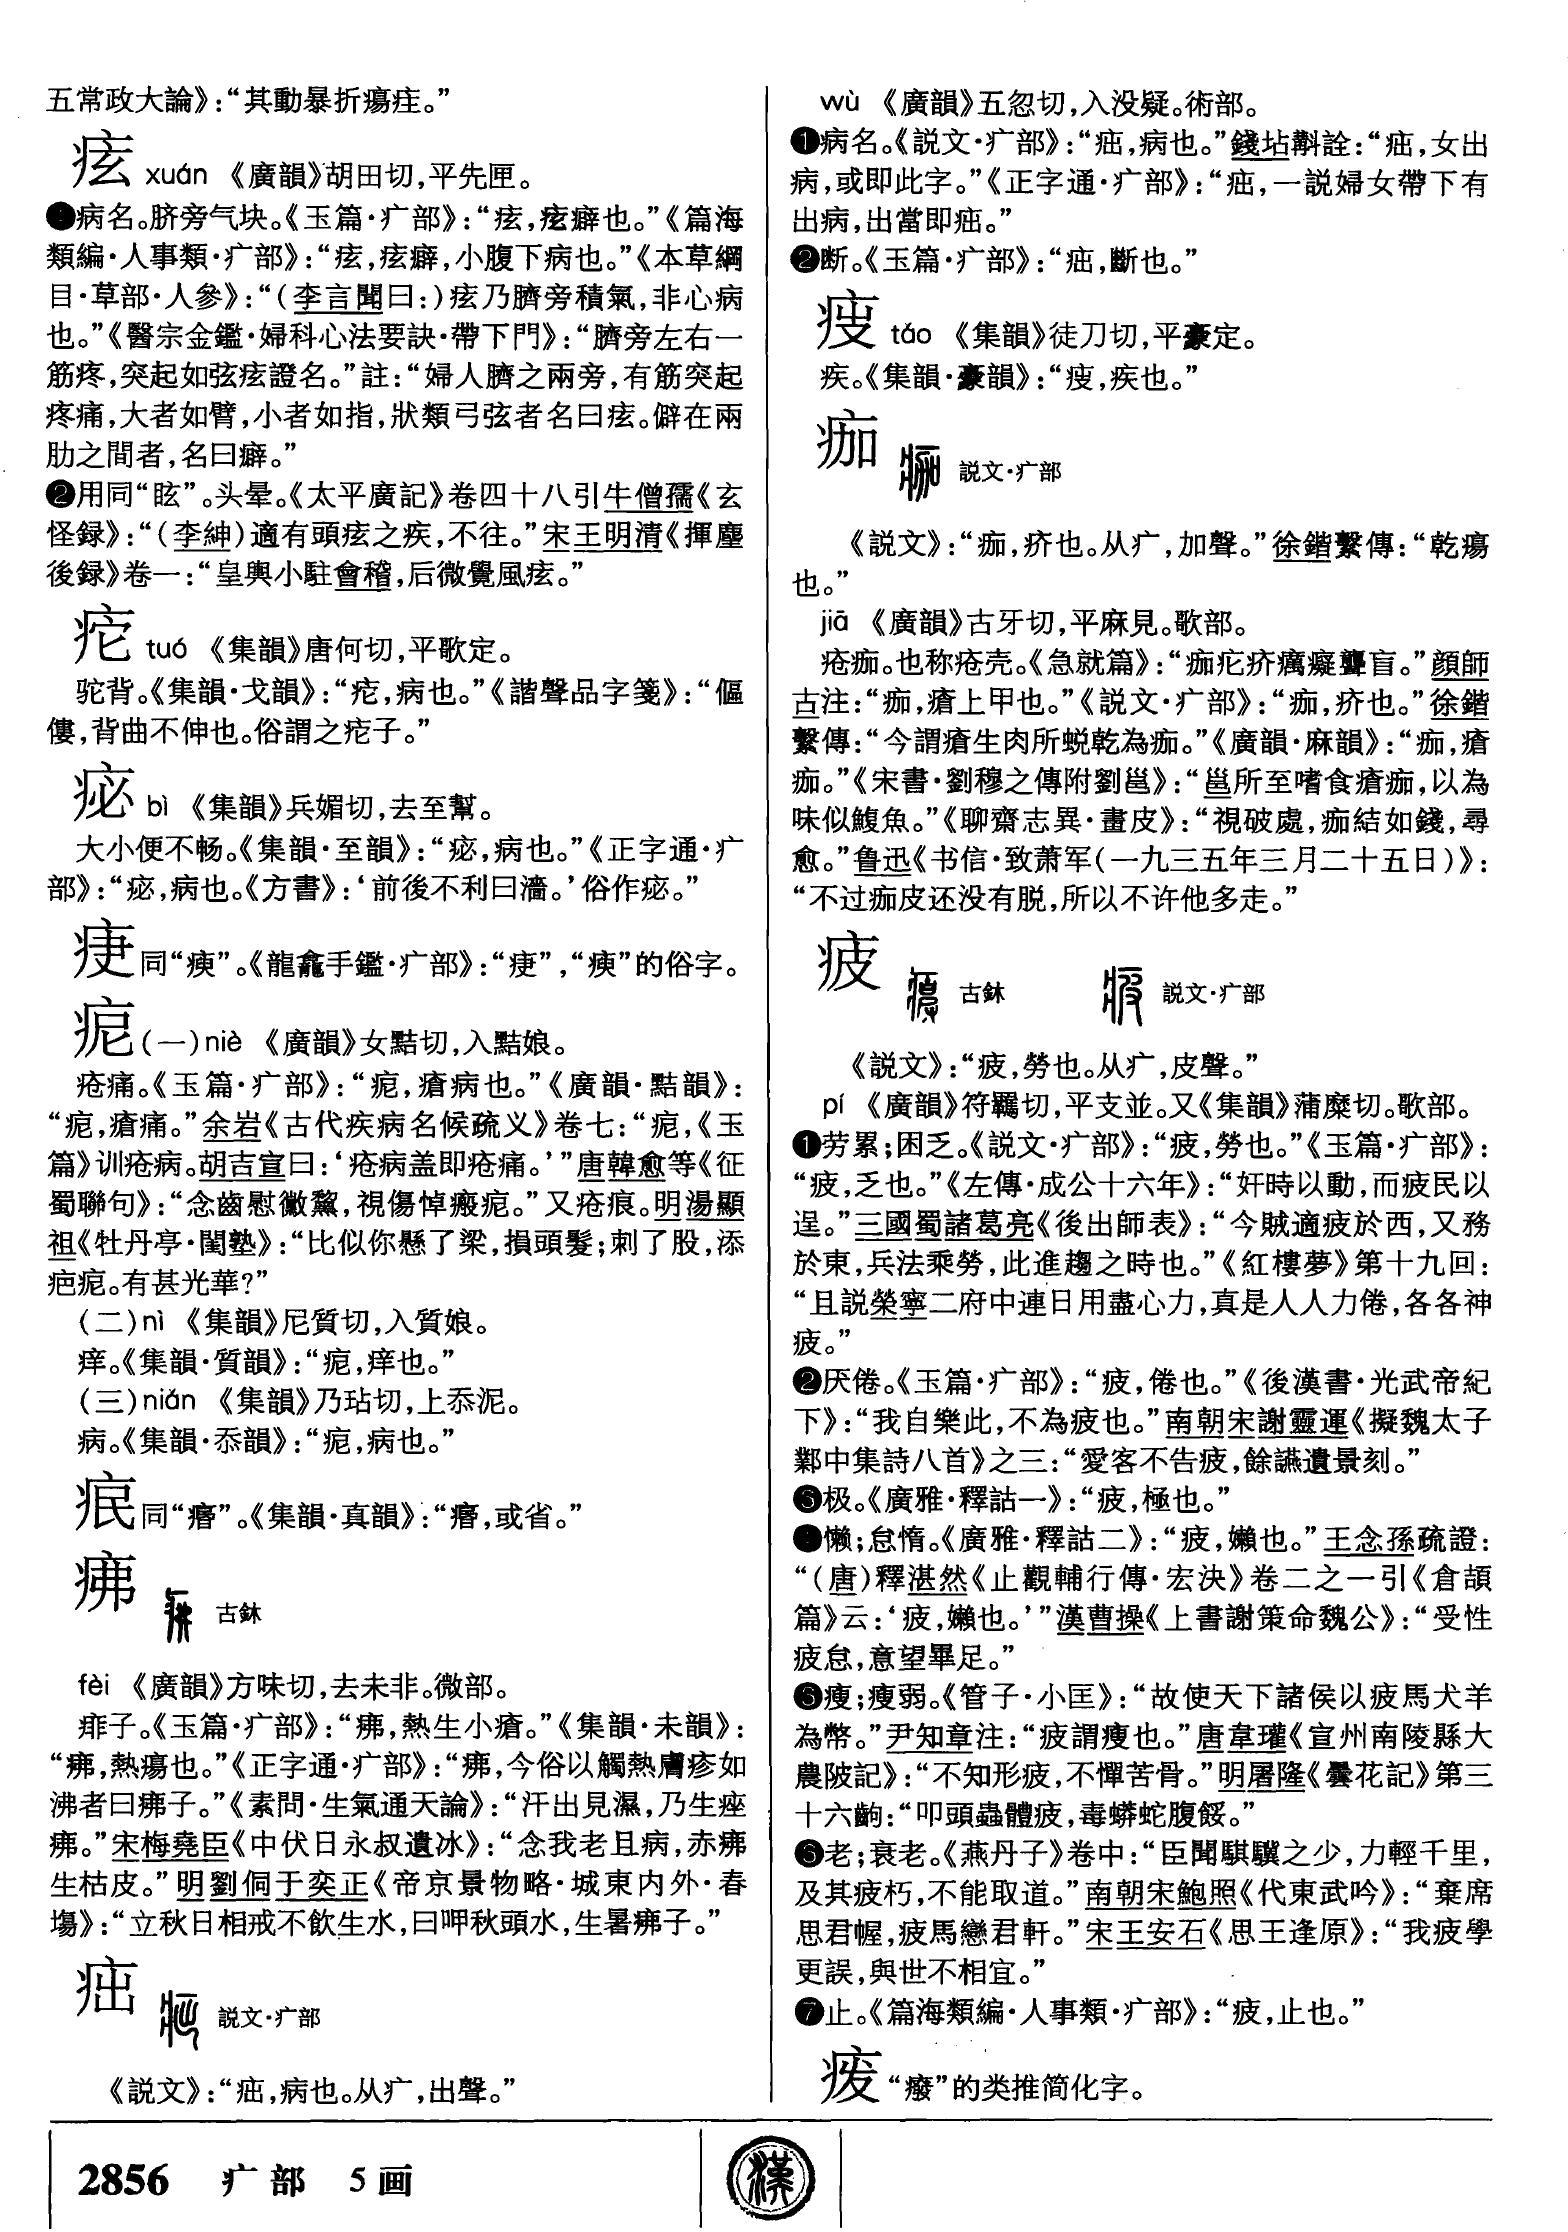 五常政大論》：“其動暴折瘍疰。”
痃 xuán 《廣韻》胡田切，平先匣。
❶病名。脐旁气块。《玉篇·疒部》：“痃，痃癖也。”《篇海
類編·人事類·疒部》：“痃，痃癖，小腹下病也。”《本草綱
目·草部·人參》：“（李言聞曰：）痃乃臍旁積氣，非心病
也。”《醫宗金鑑·婦科心法要訣·帶下門》：“臍旁左右一
筋疼，突起如弦痃證名。”註：“婦人臍之兩旁，有筋突起
疼痛，大者如臂，小者如指，狀類弓弦者名曰痃。僻在兩
肋之間者，名曰癖。”
❷用同“眩”。头晕。《太平廣記》卷四十八引牛僧孺《玄
怪録》：“（李紳）適有頭痃之疾，不往。”宋王明清《揮麈
後録》卷一：“皇輿小駐會稽，后微覺風痃。”
㾃 tuó 《集韻》唐何切，平歌定。
驼背。《集韻·戈韻》：“㾃，病也。”《諧聲品字箋》：“傴
僂，背曲不伸也。俗謂之㾃子。”
㧙 bì 《集韻》兵媚切，去至幫。
大小便不畅。《集韻·至韻》：“，病也。”《正字通·疒
部》：“，病也。《方書》：‘前後不利曰濇。’俗作。”
同“瘐”。《龍龕手鑑·疒部》：“”，“瘐”的俗字。
痆（一）niè 《廣韻》女黠切，入黠娘。
疮痛。《玉篇·疒部》：“痆，瘡病也。”《廣韻·黠韻》：
“痆，瘡痛。”余岩《古代疾病名候疏义》卷七：“痆，《玉
篇》训疮病。胡吉宣曰：‘疮病盖即疮痛。’”唐韓愈等《征
蜀聯句》：“念齒慰黴黧，視傷悼瘢痆。”又疮痕。明湯顯
祖《牡丹亭·閨塾》：“比似你懸了梁，損頭髮；刺了股，添
疤痆。有甚光華？”
（二）nì 《集韻》尼質切，入質娘。
痒。《集韻·質韻》：“痆，痒也。”
（三）niǎn 《集韻》乃玷切，上忝泥。
病。《集韻·忝韻》：“痆，病也。”
痻同“㾗”。《集韻·真韻》：“，或省。”
疿 古鉢
fèi 《廣韻》方味切，去未非。微部。
痱子。《玉篇·疒部》：“疿，熱生小瘡。”《集韻·未韻》：
“疿，熱瘍也。”《正字通·疒部》：“疿，今俗以觸熱膚疹如
沸者曰疿子。”《素問·生氣通天論》：“汗出見濕，乃生痤
疿。”宋梅堯臣《中伏日永叔遺冰》：“念我老且病，赤疿
生枯皮。”明劉侗于奕正《帝京景物略·城東内外·春
塲》：“立秋日相戒不飲生水，曰呷秋頭水，生暑疿子。”
㾁 説文·疒部
《説文》：“㾁，病也。从疒，出聲。”
wù 《廣韻》五忽切，入没疑。術部。
❶病名。《説文·疒部》：“㾁，病也。”錢坫斠詮：“㾁，女出
病，或即此字。”《正字通·疒部》：“㾁，一説婦女帶下有
出病，出當即㾁。”
❷断。《玉篇·疒部》：“㾁，斷也。”
táo 《集韻》徒刀切，平豪定。
疾。《集韻·豪韻》：“，疾也。”
痂 説文·疒部
《説文》：“痂，疥也。从疒，加聲。”徐鍇繫傳：“乾瘍
也。”
jiā 《廣韻》古牙切，平麻見。歌部。
疮痂。也称疮壳。《急就篇》：“痂疕疥癘癡聾盲。”顔師
古注：“痂，瘡上甲也。”《説文·疒部》：“痂，疥也。”徐鍇
繫傳：“今謂瘡生肉所蜕乾為痂。”《廣韻·麻韻》：“痂，瘡
痂。”《宋書·劉穆之傳附劉邕》：“邕所至嗜食瘡痂，以為
味似鰒魚。”《聊齋志異·畫皮》：“視破處，痂結如錢，尋
愈。”鲁迅《书信·致萧军（一九三五年三月二十五日）》：
“不过痂皮还没有脱，所以不许他多走。”
疲 古鉢 説文·疒部
《説文》：“疲，勞也。从疒，皮聲。”
pí 《廣韻》符羈切，平支並。又《集韻》蒲糜切。歌部。
❶劳累；困乏。《説文·疒部》：“疲，勞也。”《玉篇·疒部》：
“疲，乏也。”《左傳·成公十六年》：“奸時以動，而疲民以
逞。”三國蜀諸葛亮《後出師表》：“今賊適疲於西，又務
於東，兵法乘勞，此進趨之時也。”《紅樓夢》第十九回：
“且説榮寧二府中連日用盡心力，真是人人力倦，各各神
疲。”
❷厌倦。《玉篇·疒部》：“疲，倦也。”《後漢書·光武帝紀
下》：“我自樂此，不為疲也。”南朝宋謝靈運《擬魏太子
鄴中集詩八首》之三：“愛客不告疲，餘讌遺景刻。”
❸极。《廣雅·釋詁一》：“疲，極也。”
❹懒；怠惰。《廣雅·釋詁二》：“疲，嬾也。”王念孫疏證：
“（唐）釋湛然《止觀輔行傳·宏決》卷二之一引《倉頡
篇》云：‘疲，嬾也。’”漢曹操《上書謝策命魏公》：“受性
疲怠，意望畢足。”
❺瘦；瘦弱。《管子·小匡》：“故使天下諸侯以疲馬犬羊
為幣。”尹知章注：“疲謂瘦也。”唐韋瓘《宣州南陵縣大
農陂記》：“不知形疲，不憚苦骨。”明屠隆《曇花記》第三
十六齣：“叩頭蟲體疲，毒蟒蛇腹餒。”
❻老；衰老。《燕丹子》卷中：“臣聞騏驥之少，力輕千里，
及其疲朽，不能取道。”南朝宋鮑照《代東武吟》：“棄席
思君幄，疲馬戀君軒。”宋王安石《思王逢原》：“我疲學
更誤，與世不相宜。”
❼止。《篇海類編·人事類·疒部》：“疲，止也。”
“癈”的类推简化字。
2856 疒部 5画
漢